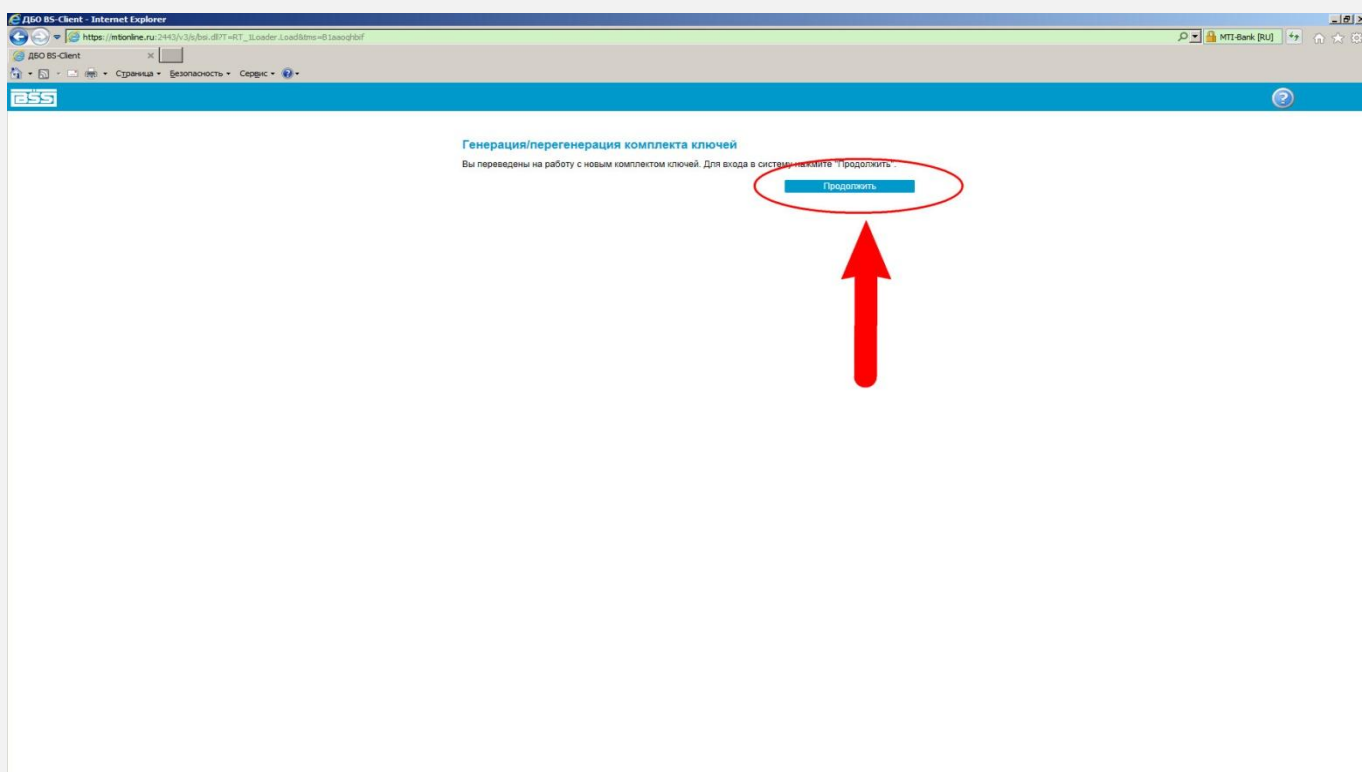 ДБО BS-Client - Internet Explorer
https://mtionline.ru:2443/v3/s/bsi.dll?T=RT_1Loader.Load&tms=B1aaoqhbif
MTI-Bank [RU]
ДБО BS-Client
Страница
Безопасность
Сервис
BSS
Генерация/перегенерация комплекта ключей
Вы переведены на работу с новым комплектом ключей. Для входа в систему нажмите "Продолжить".
Продолжить